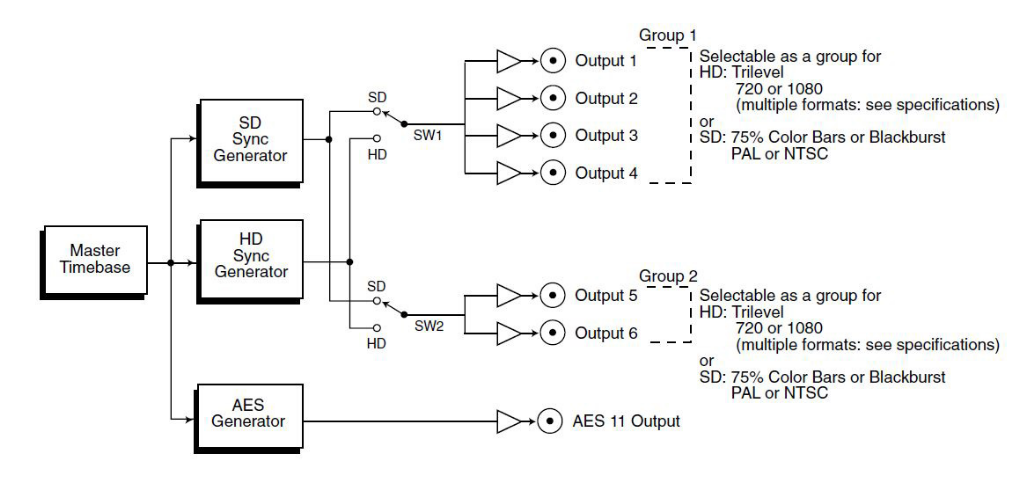 Group 1
Output 1
Output 2
Output 3
Output 4
Selectable as a group for
HD: Trilevel
720 or 1080
(multiple formats: see specifications)
or
SD: 75% Color Bars or Blackburst
PAL or NTSC
SD
SW1
HD
SD
Sync
Generator
HD
Sync
Generator
Master
Timebase
SD
SW2
HD
Group 2
Output 5
Output 6
Selectable as a group for
HD: Trilevel
720 or 1080
(multiple formats: see specifications)
or
SD: 75% Color Bars or Blackburst
PAL or NTSC
AES
Generator
AES 11 Output